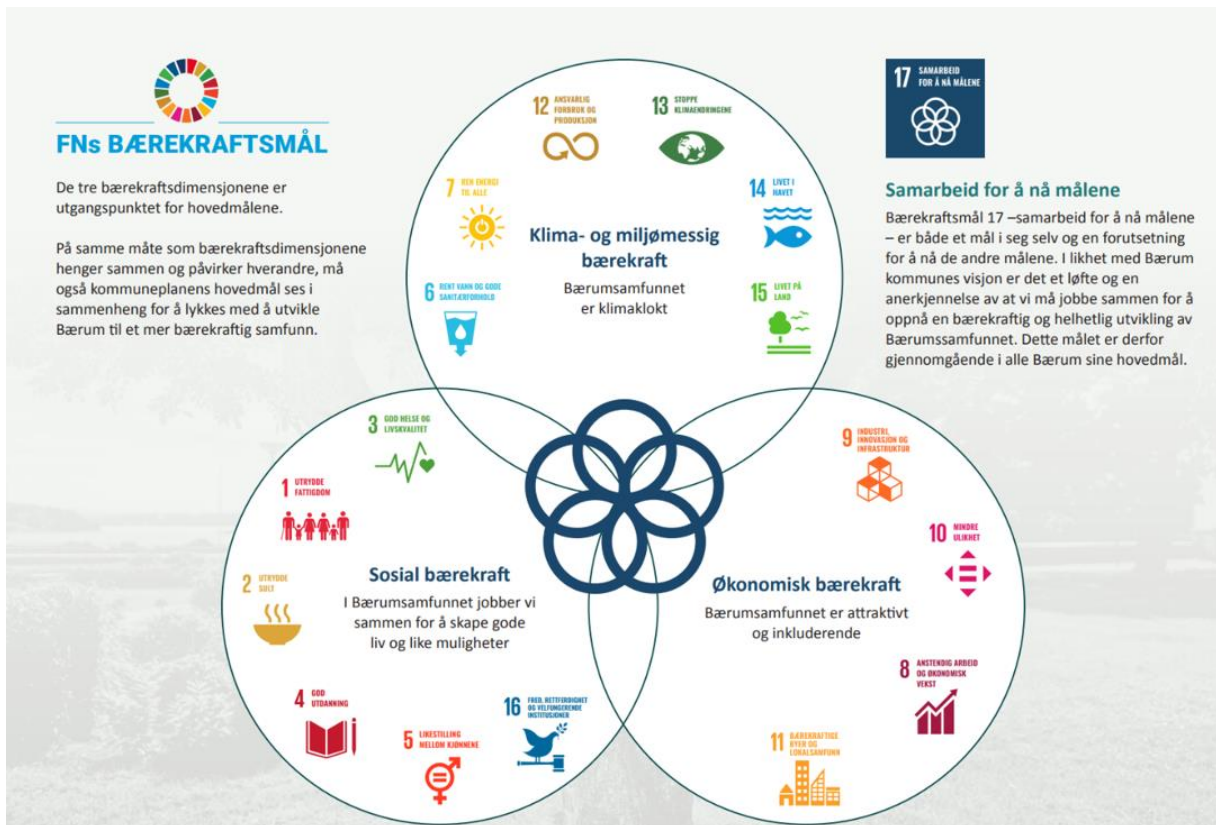 FNs BÆREKRAFTSMÅL
De tre bærekraftsdimensjonene er
utgangspunktet for hovedmålene.
På samme måte som bærekraftsdimensjonene
henger sammen og påvirker hverandre, må
også kommuneplanens hovedmål ses i
sammenheng for å lykkes med å utvikle
Bærum til et mer bærekraftig samfunn.
12 ANSVARLIG
FORBRUK OG
PRODUKSJON
13 STOPPE
KLIMAENDRINGENE
7 REN ENERGI
TIL ALLE
14 LIVET I
HAVET
Klima- og miljømessig
bærekraft
Bærumsamfunnet
er klimaklokt
6 RENT VANN OG GODE
SANITÆRFORHOLD
15 LIVET PÅ
LAND
17 SAMARBEID
FOR Å NÅ MÅLENE
Samarbeid for å nå målene
Bærekraftsmål 17 –samarbeid for å nå målene
– er både et mål i seg selv og en forutsetning
for å nå de andre målene. I likhet med Bærum
kommunes visjon er det et løfte og en
anerkjennelse av at vi må jobbe sammen for å
oppnå en bærekraftig og helhetlig utvikling av
Bærumssamfunnet. Dette målet er derfor
gjennomgående i alle Bærum sine hovedmål.
3 GOD HELSE OG
LIVSKVALITET
1 UTRYDDE
FATTIGDOM
2 UTRYDDE
SULT
Sosial bærekraft
I Bærumsamfunnet jobber vi
sammen for å skape gode
liv og like muligheter
4 GOD
UTDANNING
5 LIKESTILLING
MELLOM KJØNNENE
16 FRED, RETTFERDIGHET
OG VELFUNGERENDE
INSTITUSJONER
9 INDUSTRI,
INNOVASJON OG
INFRASTRUKTUR
10 MINDRE
ULIKHET
Økonomisk bærekraft
Bærumsamfunnet er attraktivt
og inkluderende
8 ANSTENDIG ARBEID
OG ØKONOMISK
VEKST
11 BÆREKRAFTIGE
BYER OG
LOKALSAMFUNN